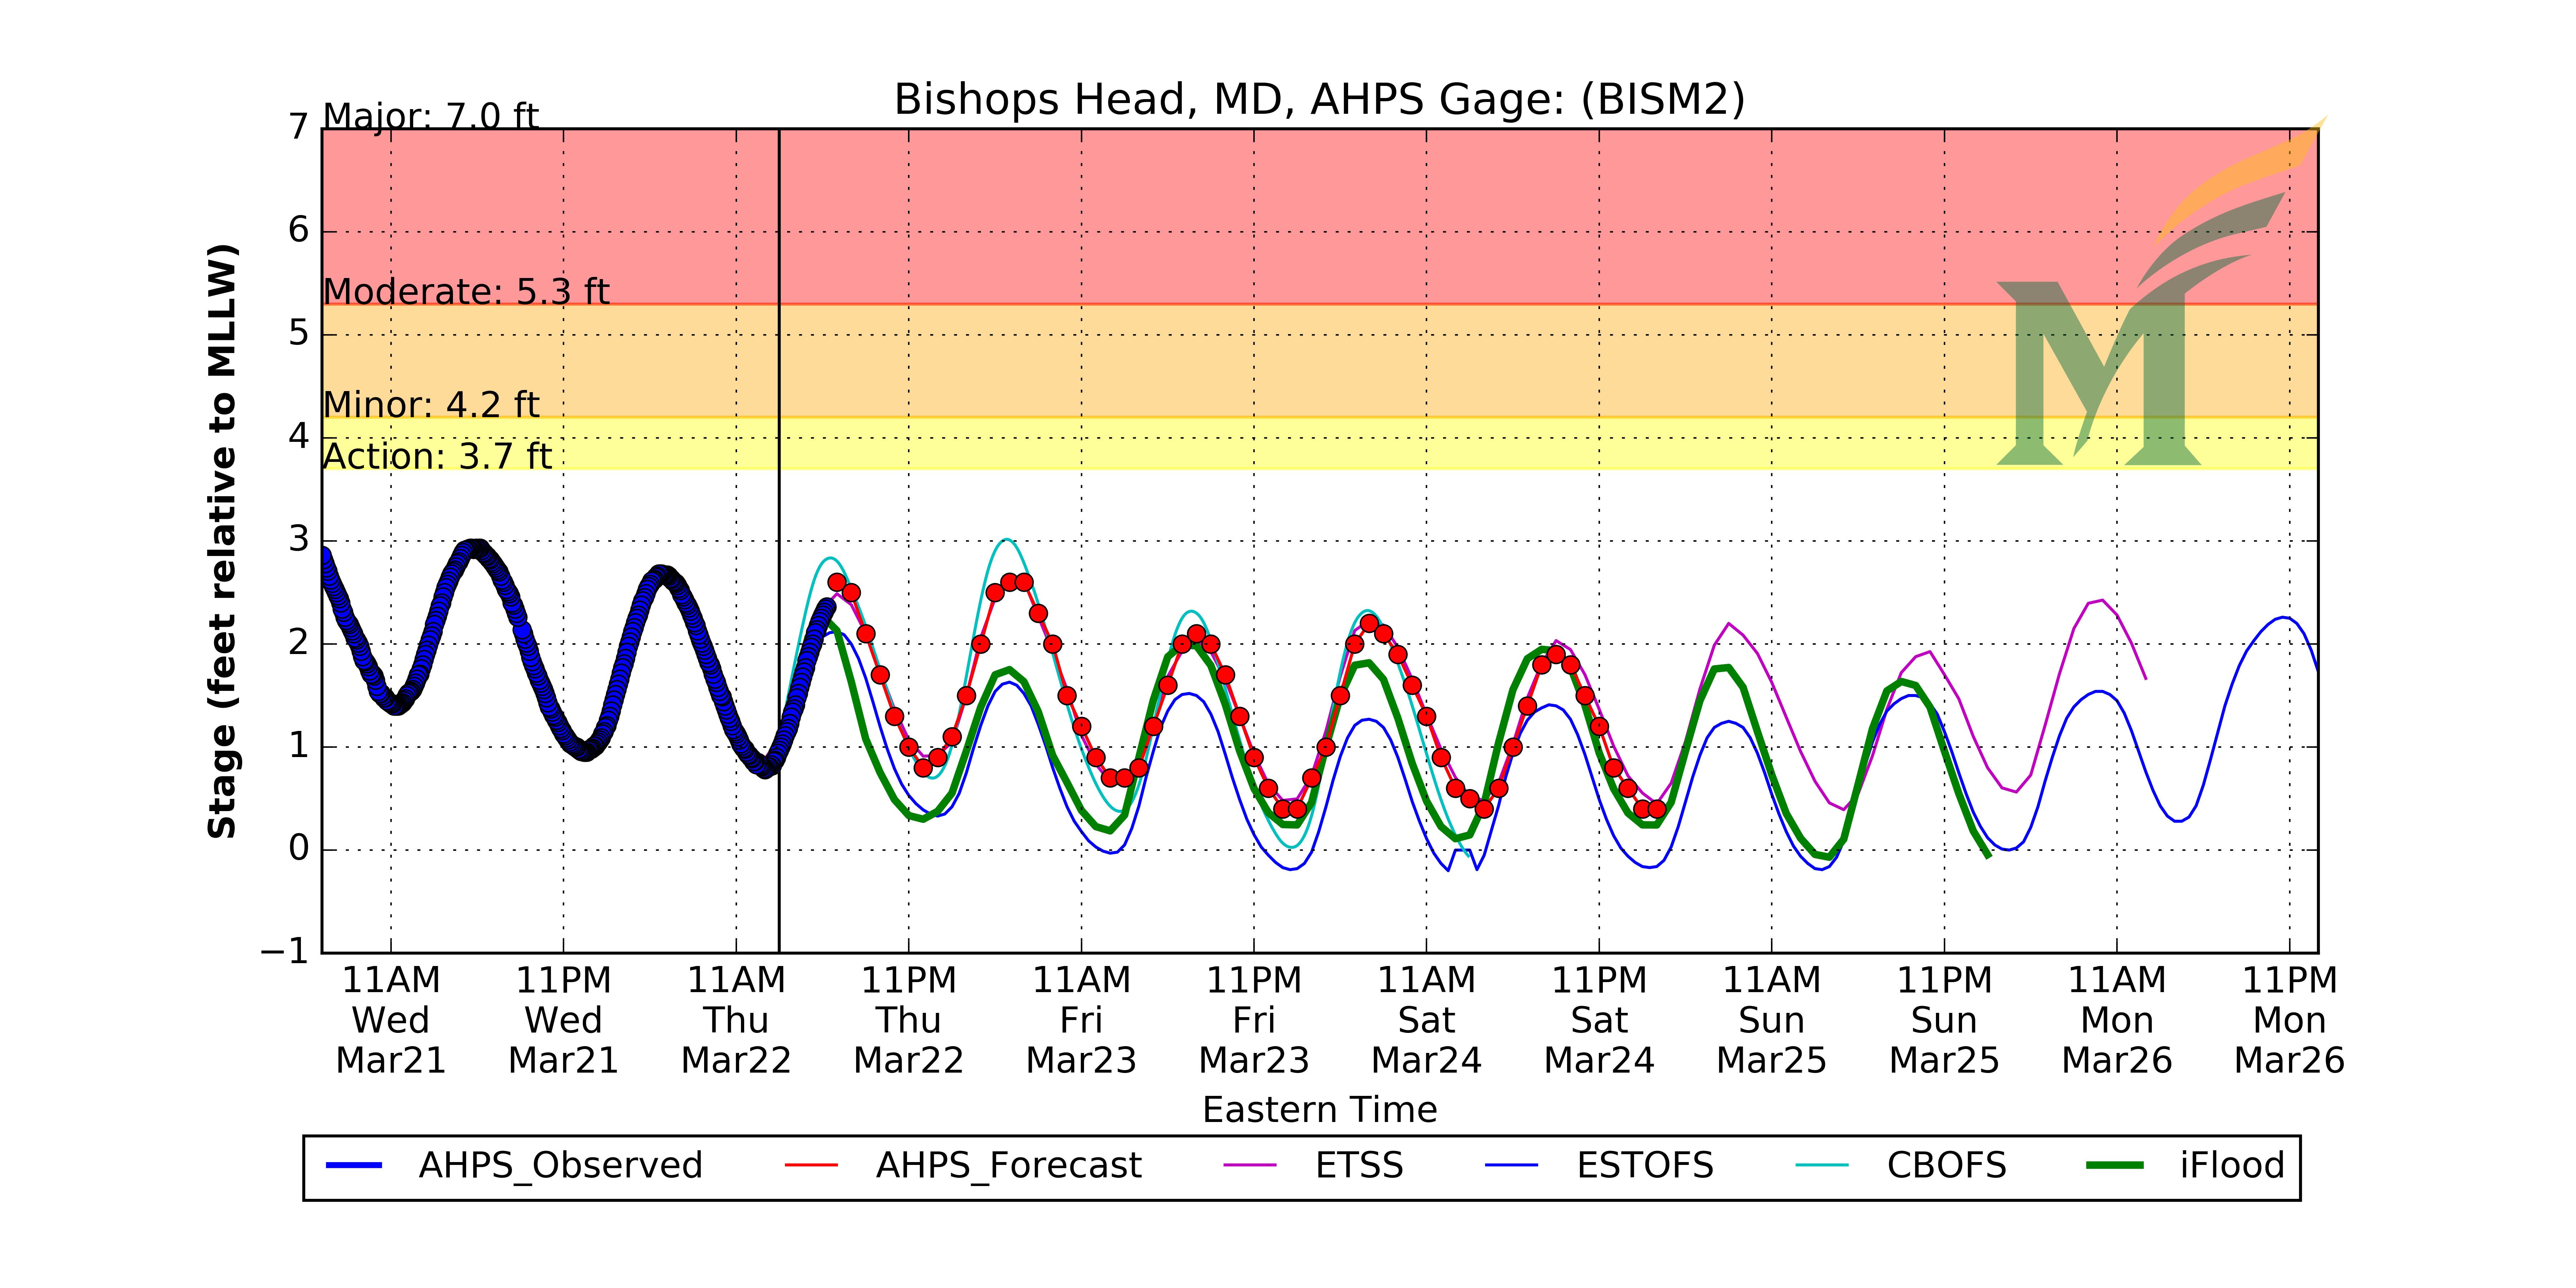 Bishops Head, MD, AHPS Gage: (BISM2)
Major: 7.0 ft
Moderate: 5.3 ft
Minor: 4.2 ft
Action: 3.7 ft
Stage (feet relative to MLLW)
7
6
5
4
3
2
1
0
−1
11AM 11PM 11AM 11PM 11AM 11PM 11AM 11PM 11AM 11PM 11AM 11PM
Wed Wed Thu Thu Fri Fri Sat Sat Sun Sun Mon Mon
Mar21 Mar21 Mar22 Mar22 Mar23 Mar23 Mar24 Mar24 Mar25 Mar25 Mar26 Mar26
Eastern Time
AHPS_Observed AHPS_Forecast ETSS ESTOFS CBOFS iFlood